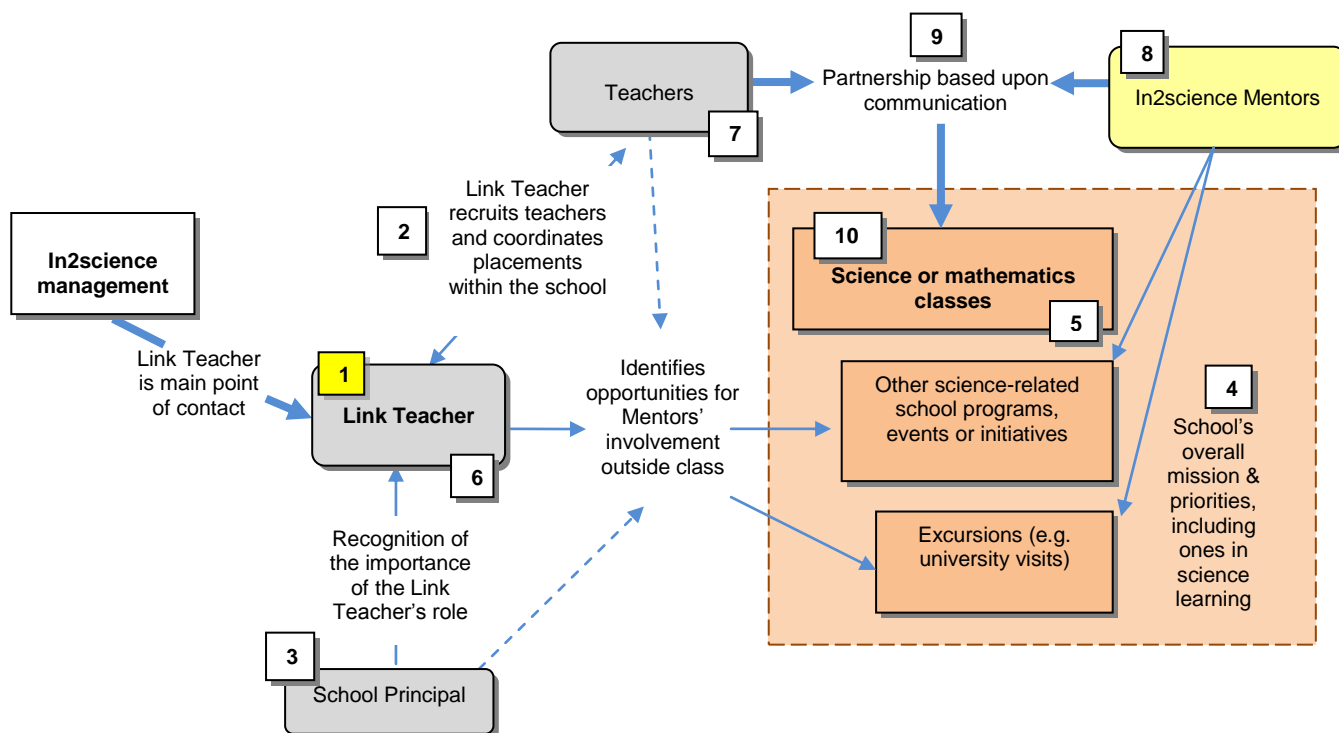 9
Partnership based upon
communication
8
In2science Mentors
Teachers
7
2
Link Teacher
recruits teachers
and coordinates
placements
within the school
In2science
management
Link Teacher
is main point
of contact
1
Link Teacher
6
Identifies
opportunities for
Mentors’
involvement
outside class
10
Science or mathematics
classes
5
Other science-related
school programs,
events or initiatives
Excursions (e.g.
university visits)
4
School’s
overall
mission &
priorities,
including
ones in
science
learning
Recognition of
the importance
of the Link
Teacher’s role
3
School Principal